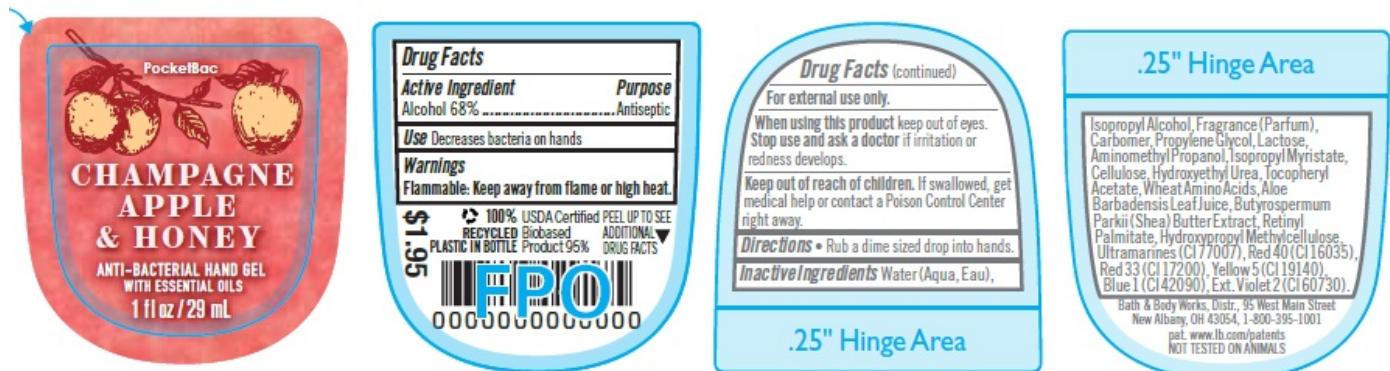 PocketBac
CHAMPAGNE
APPLE
& HONEY
ANTI-BACTERIAL HAND GEL
WITH ESSENTIAL OILS
1 fl oz / 29 mL
Drug Facts
Active Ingredient Purpose
Alcohol 68% ........................................ Antiseptic
Use Decreases bacteria on hands
Warnings
Flammable: Keep away from flame or high heat.
$1.95
100% RECYCLED PLASTIC IN BOTTLE
USDA Certified Biobased Product 95%
PEEL UP TO SEE ADDITIONAL DRUG FACTS
FPO
0000000000000
Drug Facts (continued)
For external use only.
When using this product keep out of eyes.
Stop use and ask a doctor if irritation or
redness develops.
Keep out of reach of children. If swallowed, get
medical help or contact a Poison Control Center
right away.
Directions • Rub a dime sized drop into hands.
Inactive Ingredients Water (Aqua, Eau),
.25" Hinge Area
.25" Hinge Area
Isopropyl Alcohol, Fragrance (Parfum),
Carbomer, Propylene Glycol, Lactose,
Aminomethyl Propanol, Isopropyl Myristate,
Cellulose, Hydroxyethyl Urea, Tocopheryl
Acetate, Wheat Amino Acids, Aloe
Barbadensis Leaf Juice, Butyrospermum
Parkii (Shea) Butter Extract, Retinyl
Palmitate, Hydroxypropyl Methylcellulose,
Ultramarines (CI 77007), Red 40 (CI 16035),
Red 33 (CI 17200), Yellow 5 (CI 19140),
Blue 1 (CI 42090), Ext. Violet 2 (CI 60730).
Bath & Body Works, Distr., 95 West Main Street
New Albany, OH 43054, 1-800-395-1001
pat. www.lb.com/patents
NOT TESTED ON ANIMALS